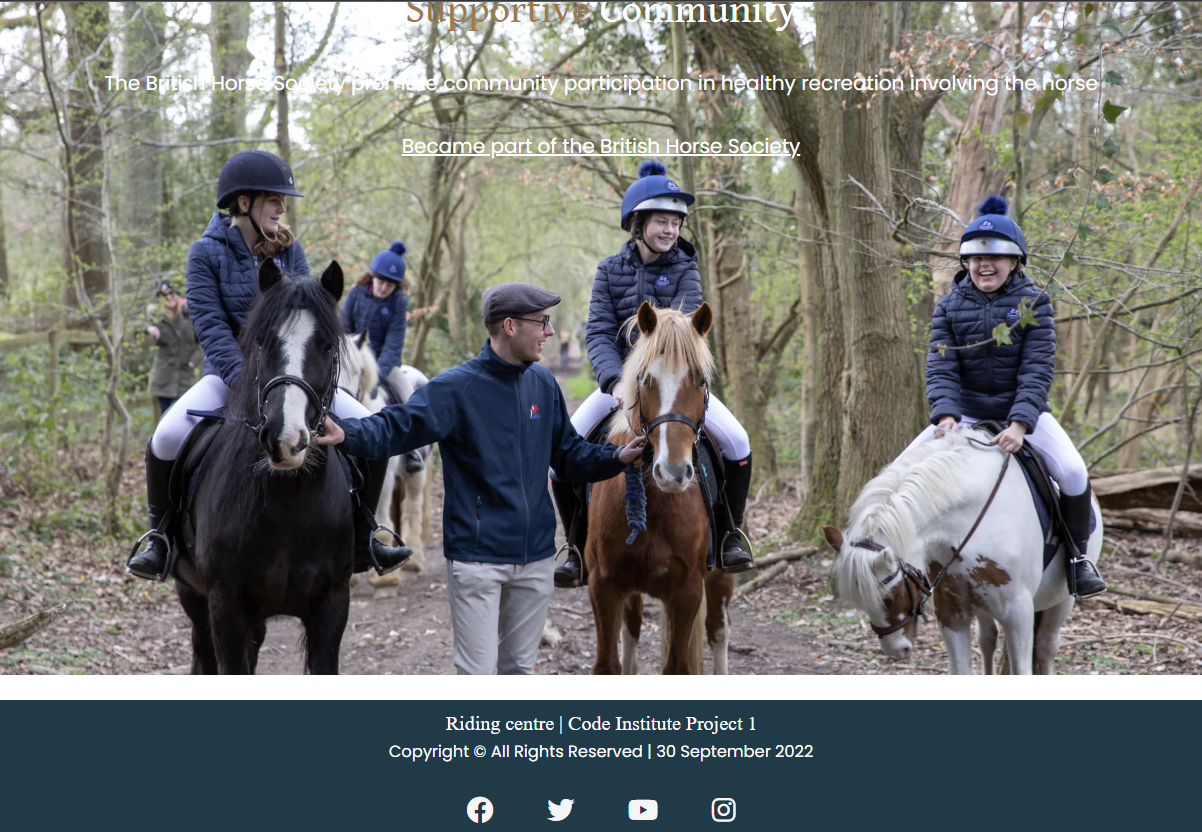 Supportive Community
The British Horse Society promote community participation in healthy recreation involving the horse
Became part of the British Horse Society
Riding centre | Code Institute Project 1
Copyright © All Rights Reserved | 30 September 2022